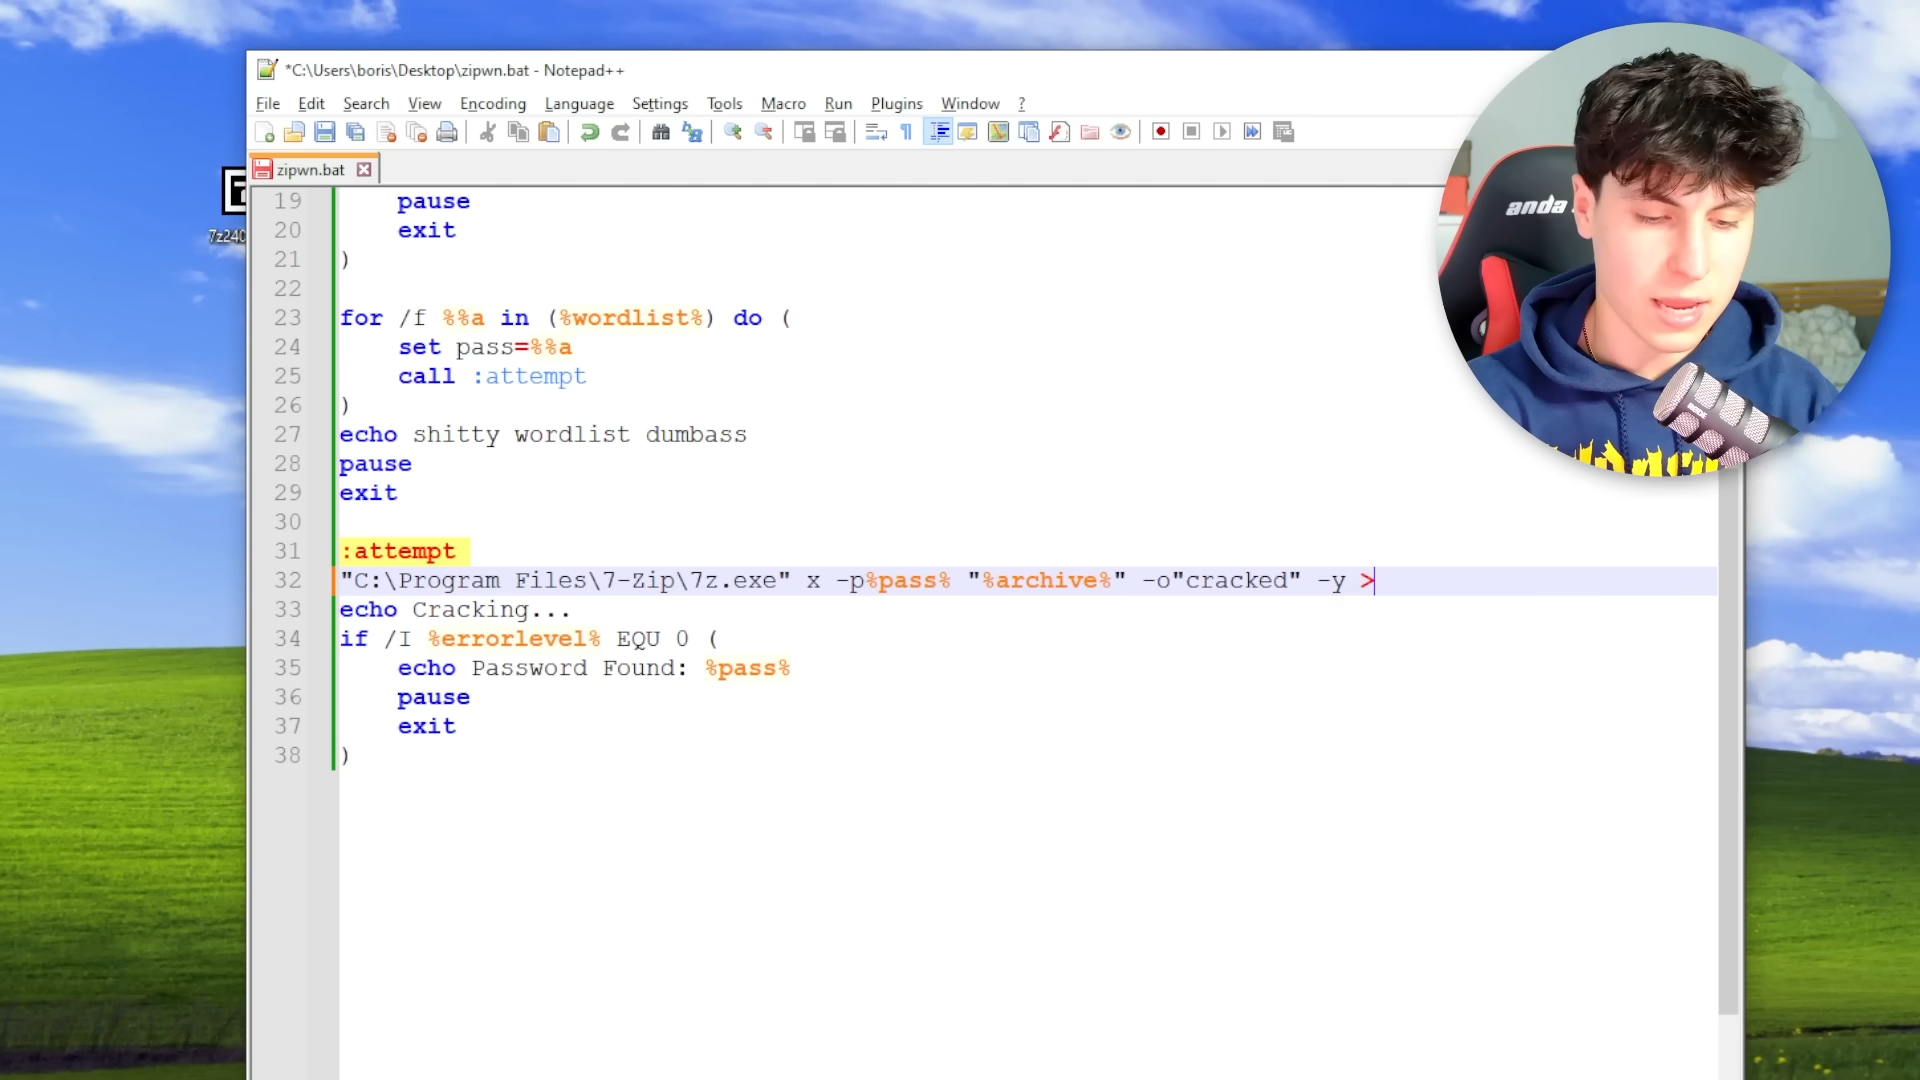 *C:\Users\boris\Desktop\zipwn.bat - Notepad++
File Edit Search View Encoding Language Settings Tools Macro Run Plugins Window ?
zipwn.bat
7z240
19 pause
20 exit
21 )
22
23 for /f %%a in (%wordlist%) do (
24 set pass=%%a
25 call :attempt
26 )
27 echo shitty wordlist dumbass
28 pause
29 exit
30
31 :attempt
32 "C:\Program Files\7-Zip\7z.exe" x -p%pass% "%archive%" -o"cracked" -y >
33 echo Cracking...
34 if /I %errorlevel% EQU 0 (
35 echo Password Found: %pass%
36 pause
37 exit
38 )
anda